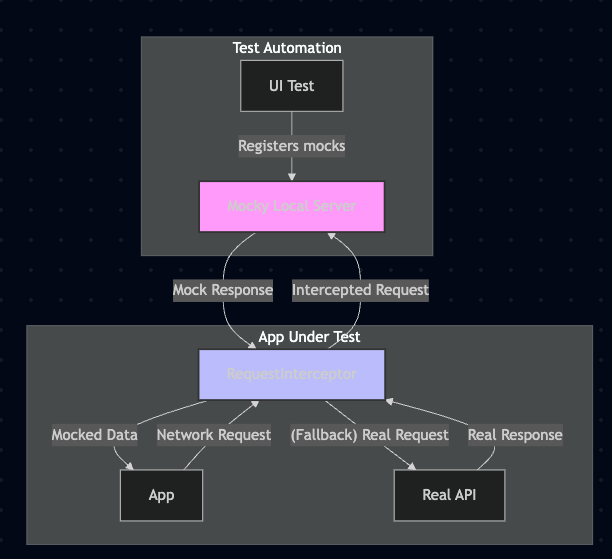 Test Automation
UI Test
Registers mocks
Mocky Local Server
Mock Response
Intercepted Request
App Under Test
RequestInterceptor
Mocked Data
Network Request
(Fallback) Real Request
Real Response
App
Real API